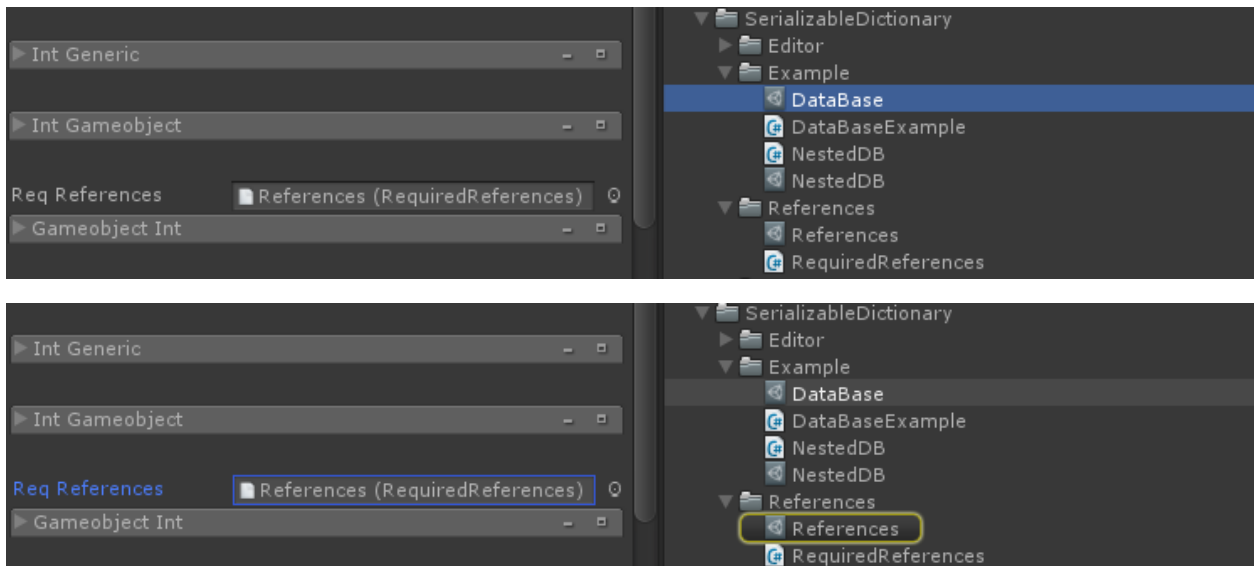 Int Generic
Int Gameobject
Req References References (RequiredReferences)
Gameobject Int
SerializableDictionary
Editor
Example
DataBase
DataBaseExample
NestedDB
NestedDB
References
References
RequiredReferences
Int Generic
Int Gameobject
Req References References (RequiredReferences)
Gameobject Int
SerializableDictionary
Editor
Example
DataBase
DataBaseExample
NestedDB
NestedDB
References
References
RequiredReferences